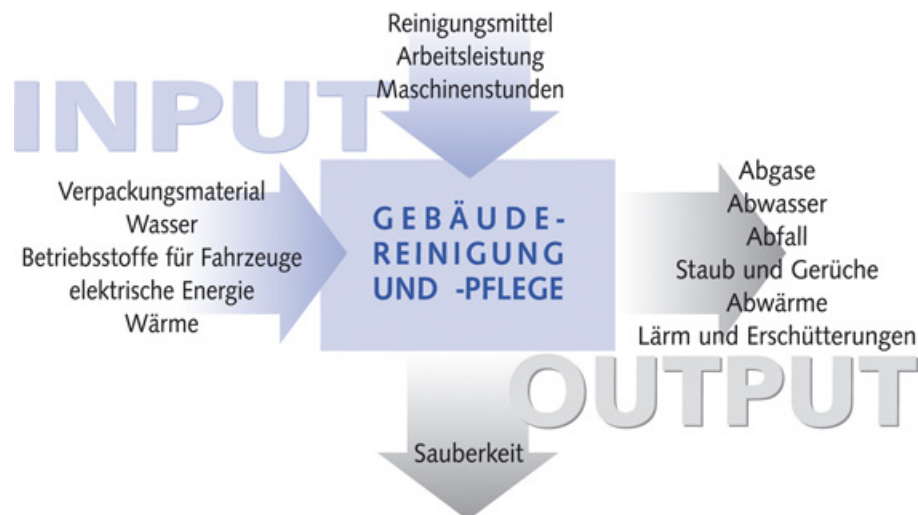 Reinigungsmittel
Arbeitsleistung
Maschinenstunden
INPUT
Verpackungsmaterial
Wasser
Betriebsstoffe für Fahrzeuge
elektrische Energie
Wärme
GEBÄUDE-
REINIGUNG
UND -PFLEGE
Abgase
Abwasser
Abfall
Staub und Gerüche
Abwärme
Lärm und Erschütterungen
OUTPUT
Sauberkeit